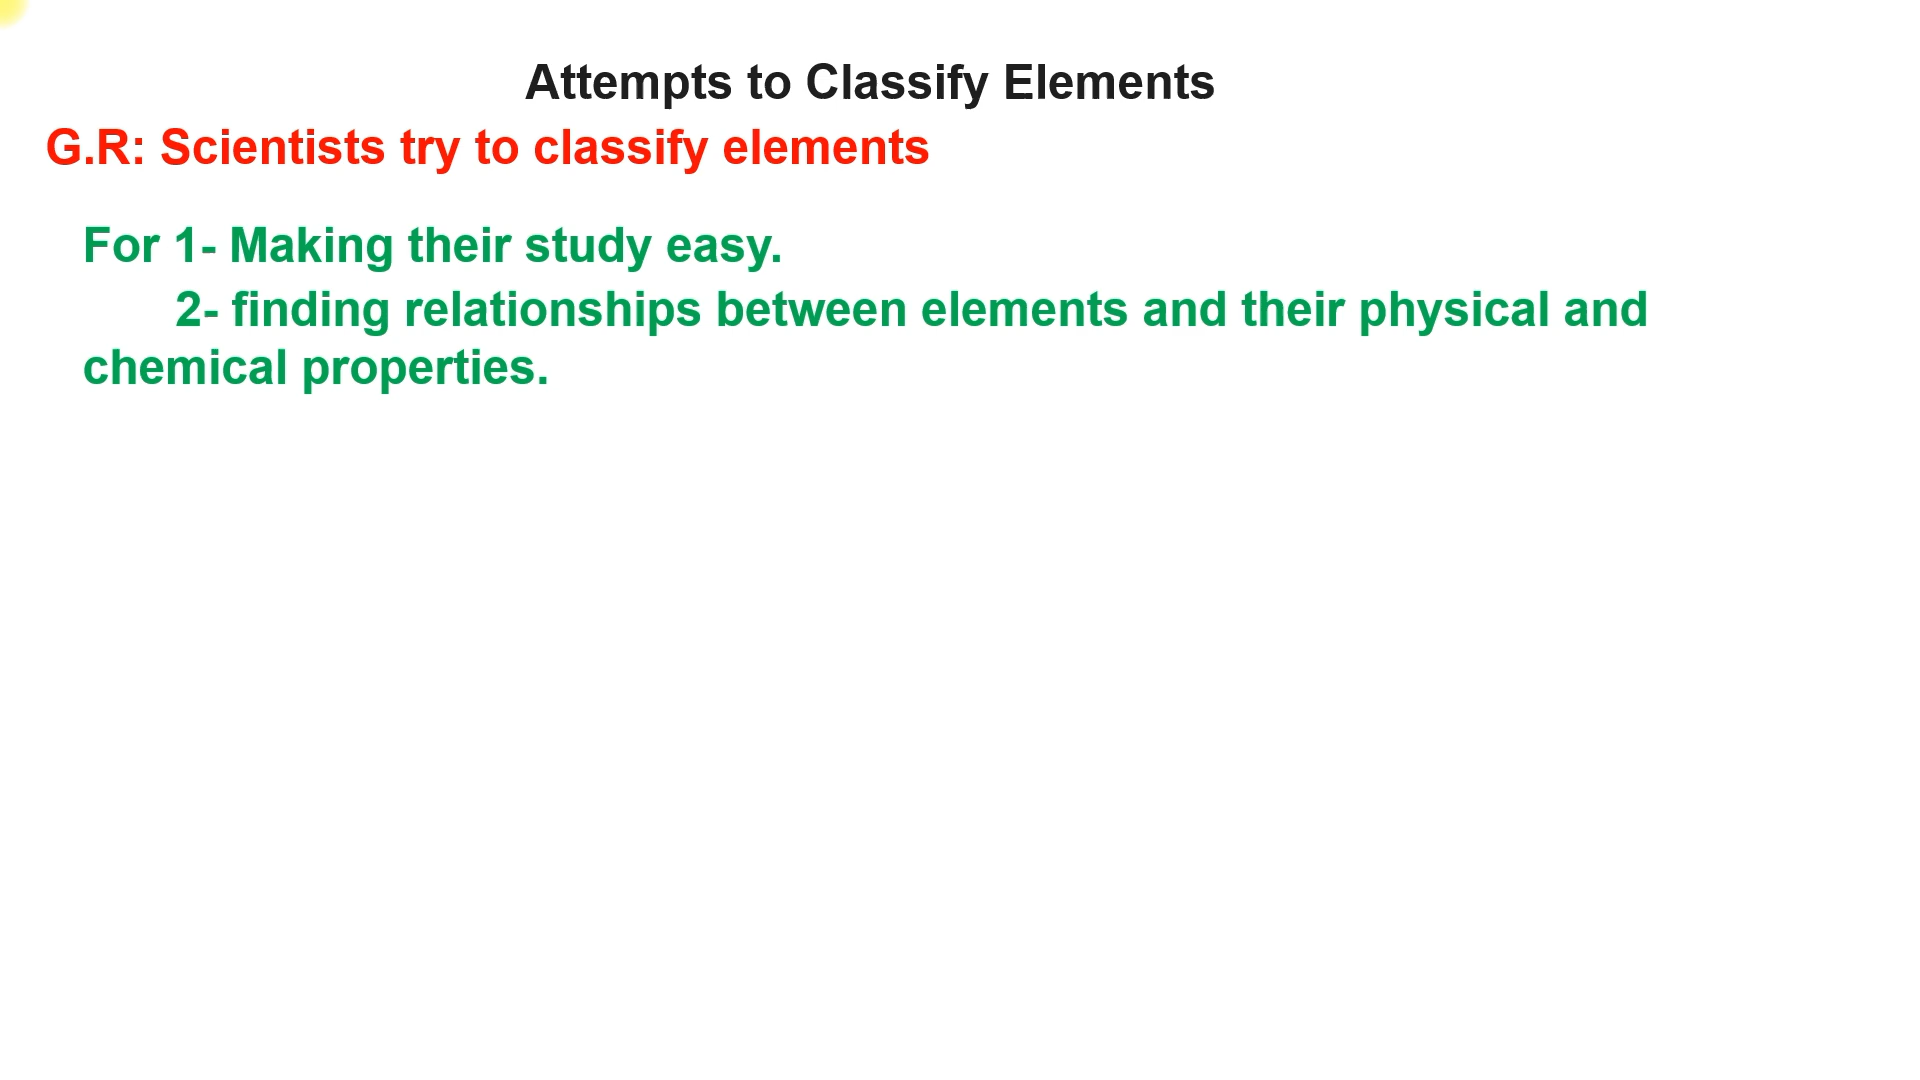 Attempts to Classify Elements
G.R: Scientists try to classify elements
For 1- Making their study easy.
2- finding relationships between elements and their physical and
chemical properties.